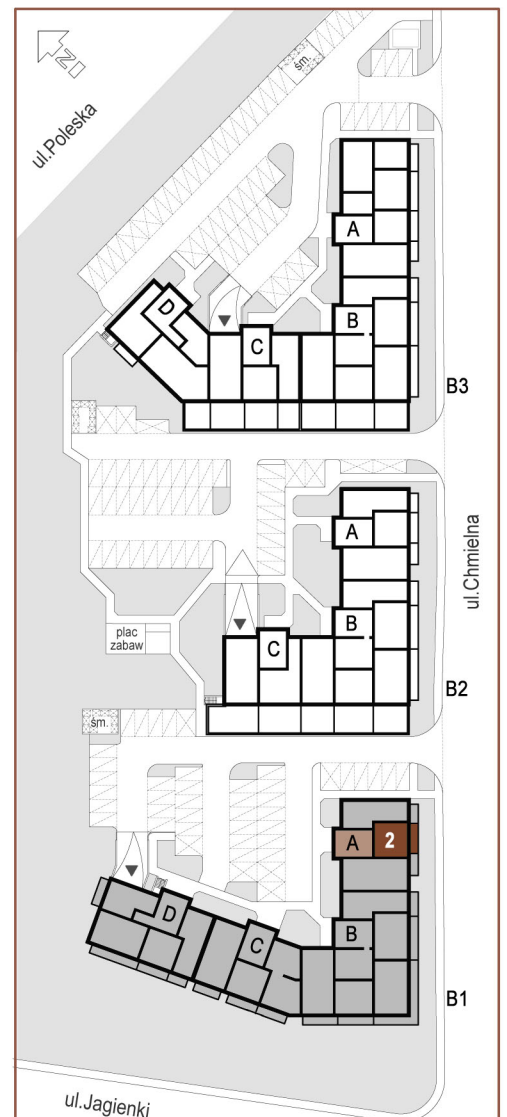 N
śm.
ul.Poleska
A
D
B
C
B3
A
ul.Chmielna
B
plac
zabaw
C
B2
śm.
A 2
D
B
C
B1
ul.Jagienki